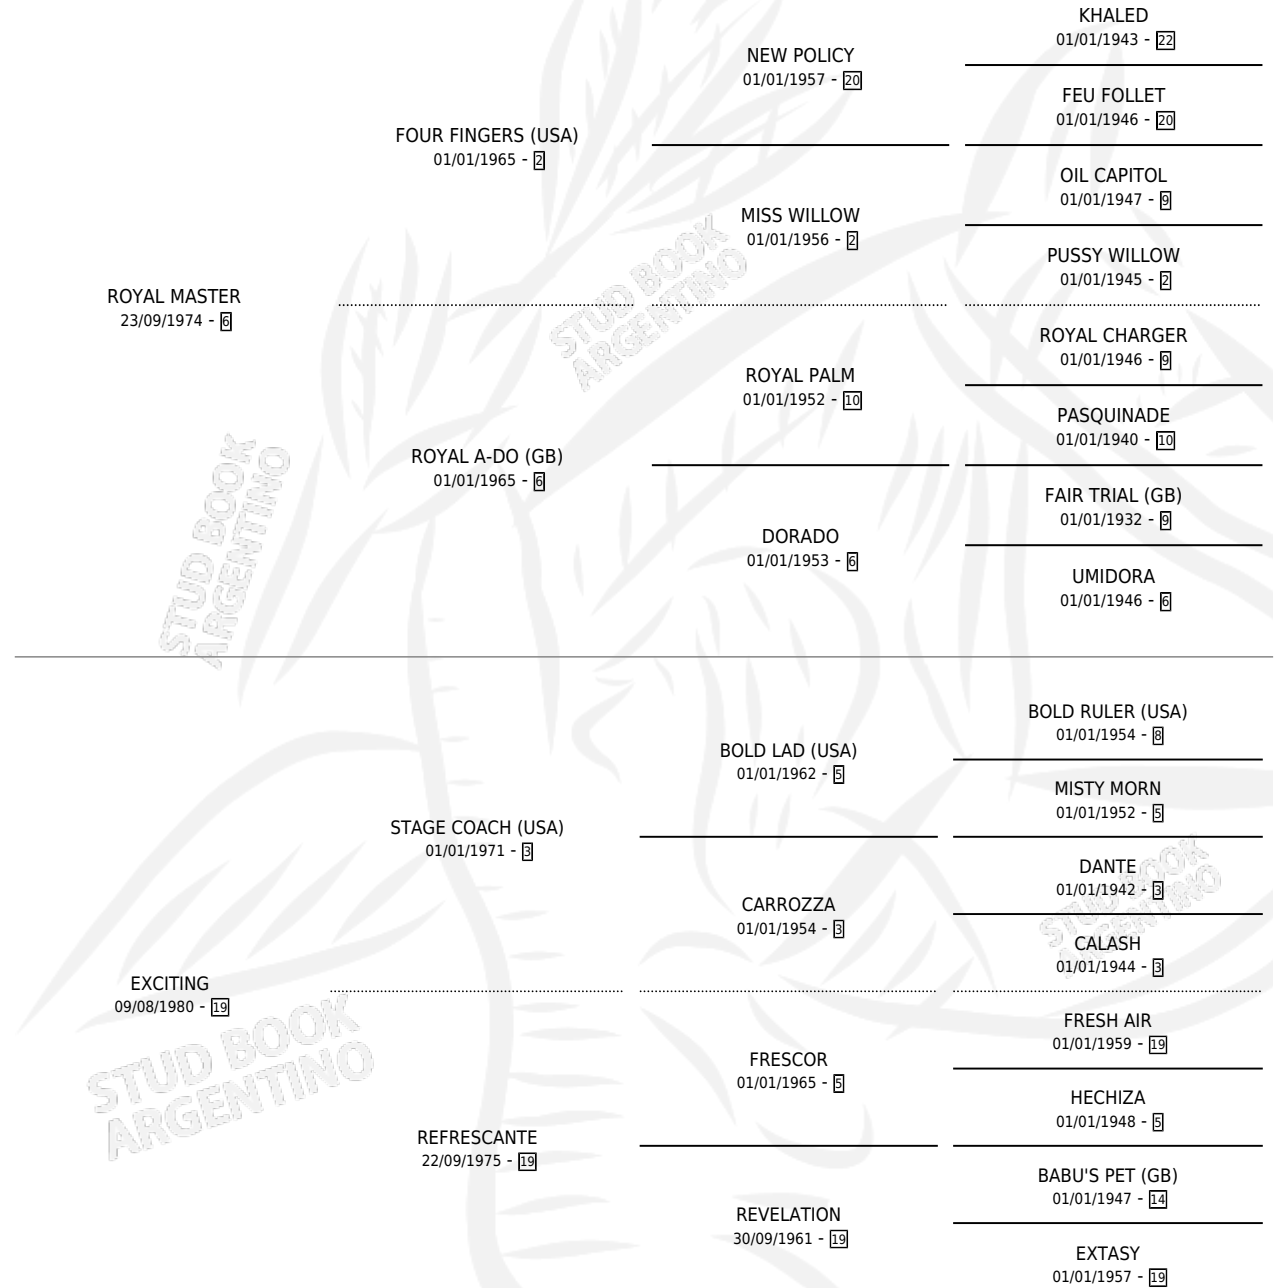 KHALED
01/01/1943 - 22
NEW POLICY
01/01/1957 - 20
FEU FOLLET
01/01/1946 - 20
FOUR FINGERS (USA)
01/01/1965 - 2
OIL CAPITOL
01/01/1947 - 9
MISS WILLOW
01/01/1956 - 2
PUSSY WILLOW
01/01/1945 - 2
ROYAL MASTER
23/09/1974 - 6
ROYAL CHARGER
01/01/1946 - 9
ROYAL PALM
01/01/1952 - 10
PASQUINADE
01/01/1940 - 10
ROYAL A-DO (GB)
01/01/1965 - 6
FAIR TRIAL (GB)
01/01/1932 - 9
DORADO
01/01/1953 - 6
UMIDORA
01/01/1946 - 6
STUD BOOK
ARGENTINO
STUD BOOK
ARGENTINO
BOLD RULER (USA)
01/01/1954 - 8
BOLD LAD (USA)
01/01/1962 - 5
MISTY MORN
01/01/1952 - 5
STAGE COACH (USA)
01/01/1971 - 3
DANTE
01/01/1942 - 3
CARROZZA
01/01/1954 - 3
CALASH
01/01/1944 - 3
STUD BOOK
ARGENTINO
EXCITING
09/08/1980 - 19
FRESH AIR
01/01/1959 - 19
FRESCOR
01/01/1965 - 5
HECHIZA
01/01/1948 - 5
STUD BOOK
ARGENTINO
REFRESCANTE
22/09/1975 - 19
BABU'S PET (GB)
01/01/1947 - 14
REVELATION
30/09/1961 - 19
EXTASY
01/01/1957 - 19